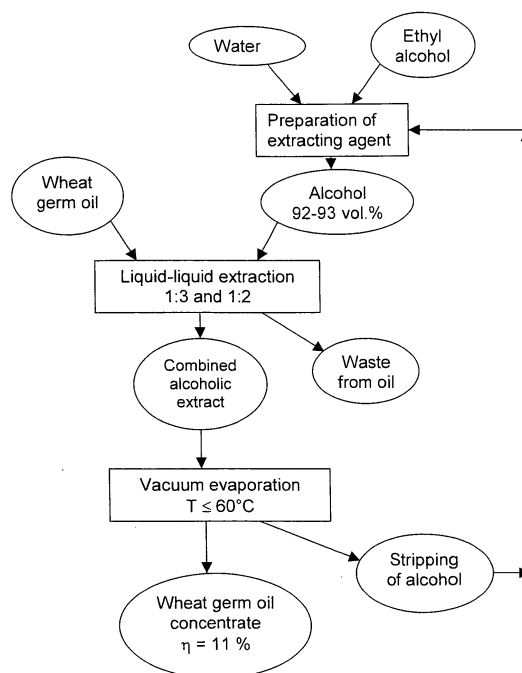 Water
Ethyl
alcohol
Preparation of
extracting agent
Wheat
germ oil
Alcohol
92-93 vol.%
Liquid-liquid extraction
1:3 and 1:2
Combined
alcoholic
extract
Waste
from oil
Vacuum evaporation
T ≤ 60°C
Stripping
of alcohol
Wheat germ oil
concentrate
η = 11 %